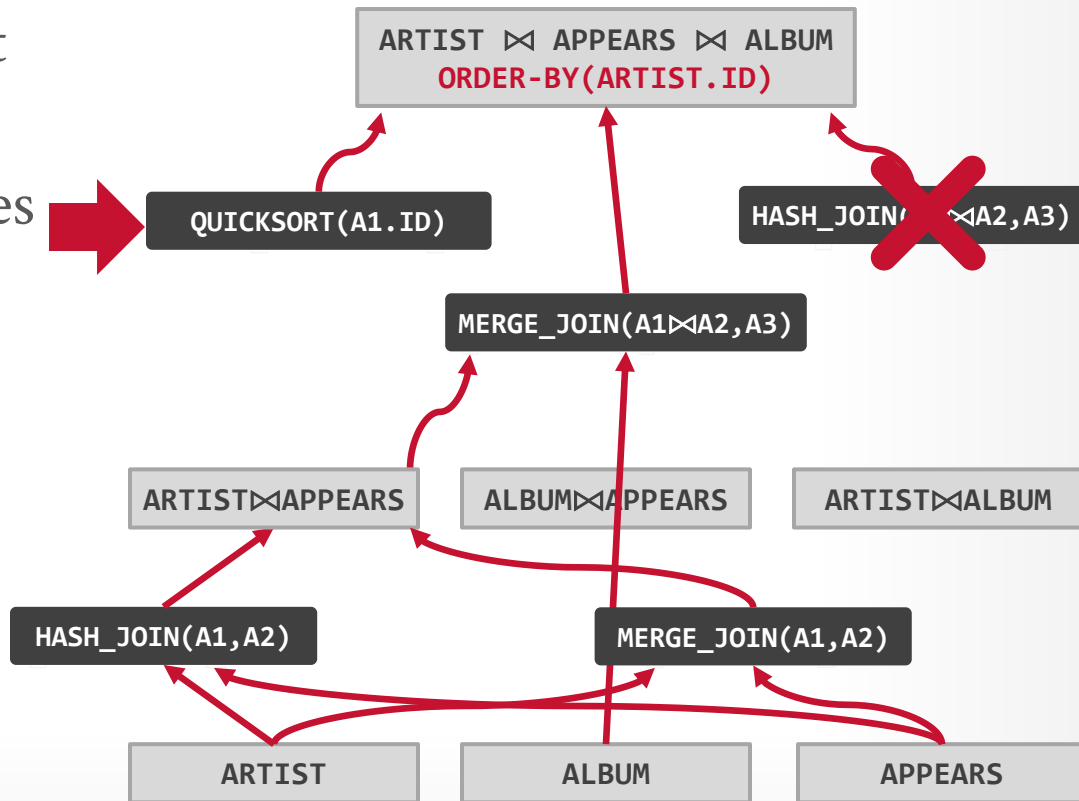 t
es
ARTIST ⋈ APPEARS ⋈ ALBUM
ORDER-BY(ARTIST.ID)
QUICKSORT(A1.ID)
HASH_JOIN( ⋈A2,A3)
MERGE_JOIN(A1⋈A2,A3)
ARTIST⋈APPEARS
ALBUM⋈APPEARS
ARTIST⋈ALBUM
HASH_JOIN(A1,A2)
MERGE_JOIN(A1,A2)
ARTIST
ALBUM
APPEARS